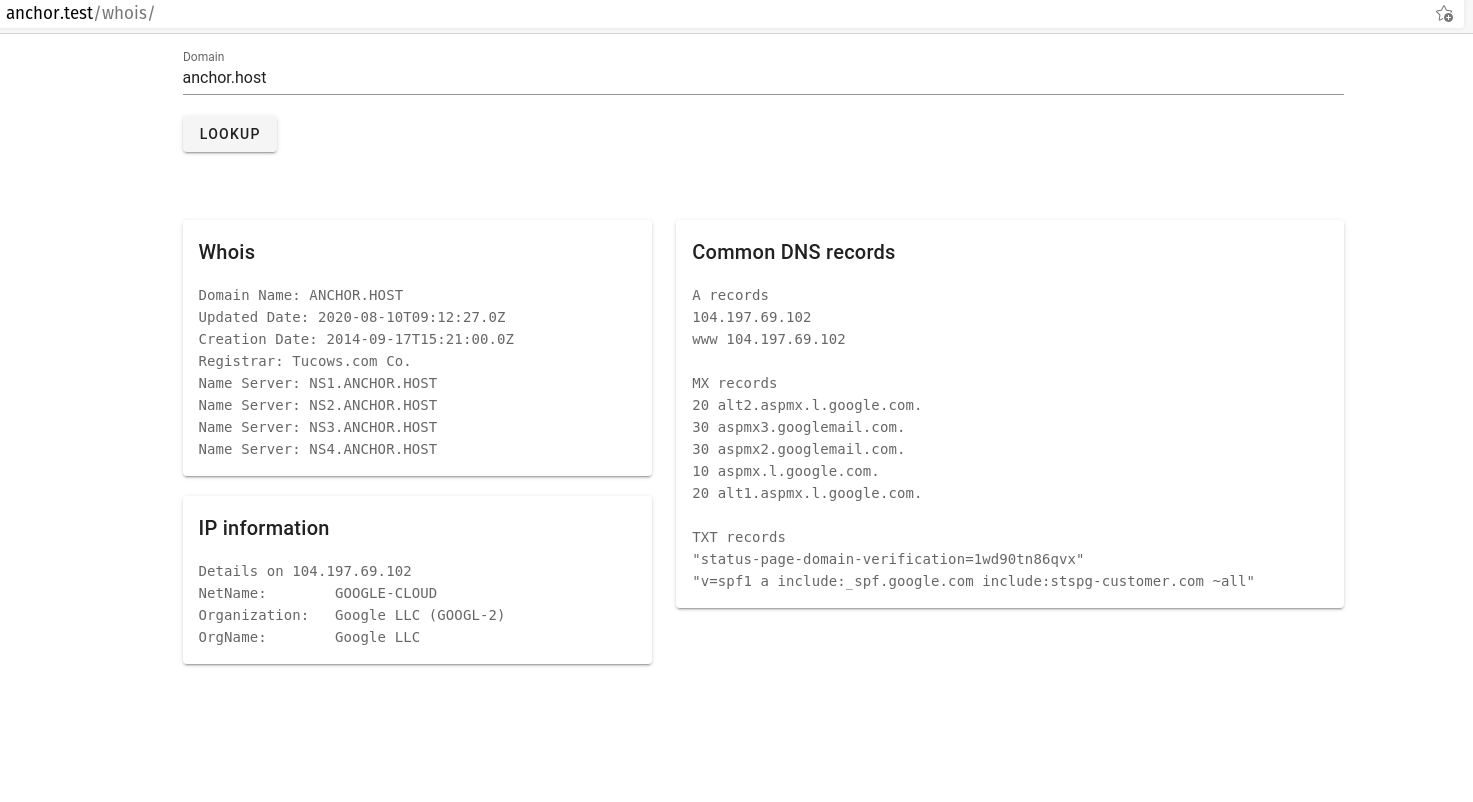 anchor.test/whois/
Domain
anchor.host
LOOKUP
Whois
Domain Name: ANCHOR.HOST
Updated Date: 2020-08-10T09:12:27.0Z
Creation Date: 2014-09-17T15:21:00.0Z
Registrar: Tucows.com Co.
Name Server: NS1.ANCHOR.HOST
Name Server: NS2.ANCHOR.HOST
Name Server: NS3.ANCHOR.HOST
Name Server: NS4.ANCHOR.HOST
IP information
Details on 104.197.69.102
NetName:        GOOGLE-CLOUD
Organization:   Google LLC (GOOGL-2)
OrgName:        Google LLC
Common DNS records
A records
104.197.69.102
www 104.197.69.102
MX records
20 alt2.aspmx.l.google.com.
30 aspmx3.googlemail.com.
30 aspmx2.googlemail.com.
10 aspmx.l.google.com.
20 alt1.aspmx.l.google.com.
TXT records
"status-page-domain-verification=1wd90tn86qvx"
"v=spf1 a include:_spf.google.com include:stspg-customer.com ~all"